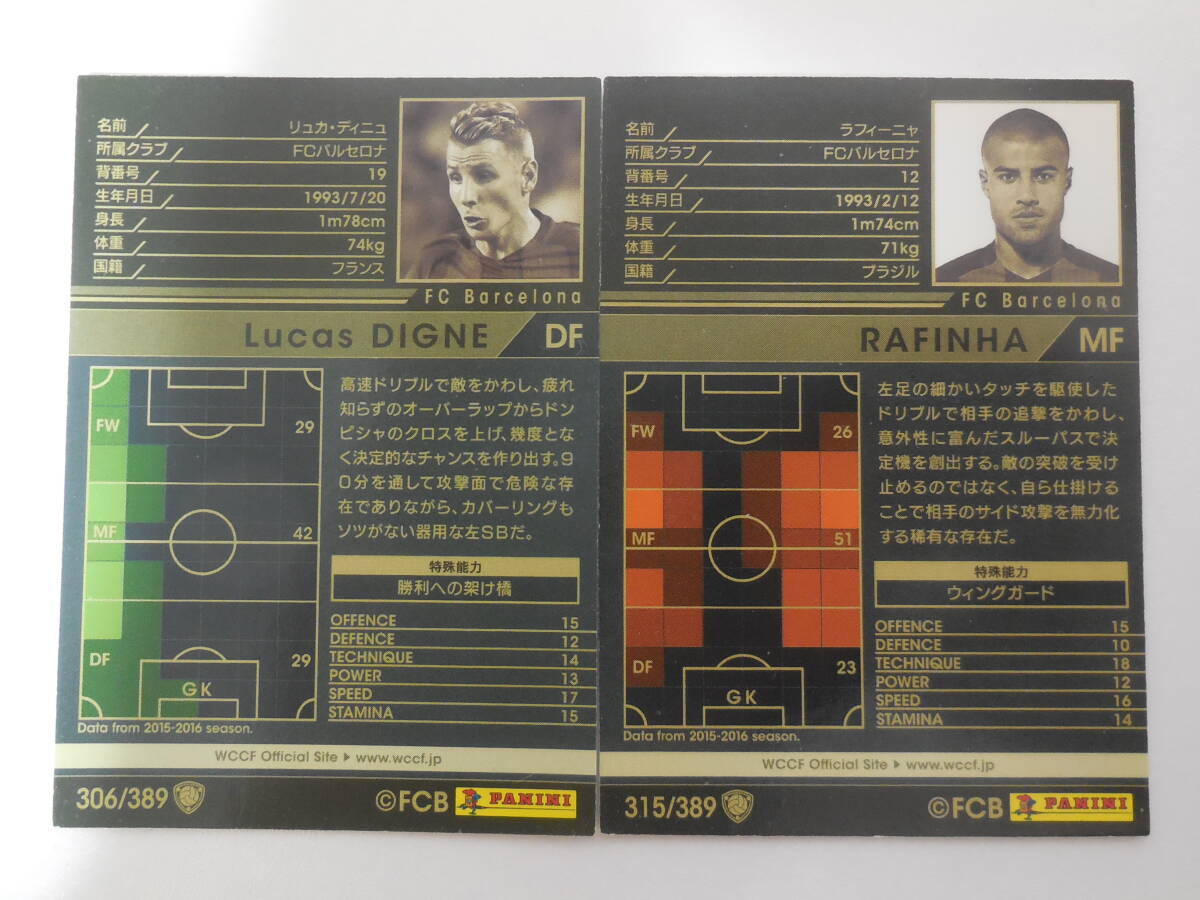 名前 リュカ・ディニュ
所属クラブ FCバルセロナ
背番号 19
生年月日 1993/7/20
身長 1m78cm
体重 74kg
国籍 フランス
FC Barcelona
Lucas DIGNE DF
FW 29
MF 42
DF 29
GK
Data from 2015-2016 season.
高速ドリブルで敵をかわし、疲れ
知らずのオーバーラップからドン
ピシャのクロスを上げ、幾度とな
く決定的なチャンスを作り出す。9
0分を通して攻撃面で危険な存
在でありながら、カバーリングも
ソツがない器用な左SBだ。
特殊能力
勝利への架け橋
OFFENCE 15
DEFENCE 12
TECHNIQUE 14
POWER 13
SPEED 17
STAMINA 15
WCCF Official Site ▶ www.wccf.jp
306/389 ©FCB PANINI
名前 ラフィーニャ
所属クラブ FCバルセロナ
背番号 12
生年月日 1993/2/12
身長 1m74cm
体重 71kg
国籍 ブラジル
FC Barcelona
RAFINHA MF
FW 26
MF 51
DF 23
GK
Data from 2015-2016 season.
左足の細かいタッチを駆使した
ドリブルで相手の追撃をかわし、
意外性に富んだスルーパスで決
定機を創出する。敵の突破を受け
止めるのではなく、自ら仕掛ける
ことで相手のサイド攻撃を無力化
する稀有な存在だ。
特殊能力
ウィングガード
OFFENCE 15
DEFENCE 10
TECHNIQUE 18
POWER 12
SPEED 16
STAMINA 14
WCCF Official Site ▶ www.wccf.jp
315/389 ©FCB PANINI